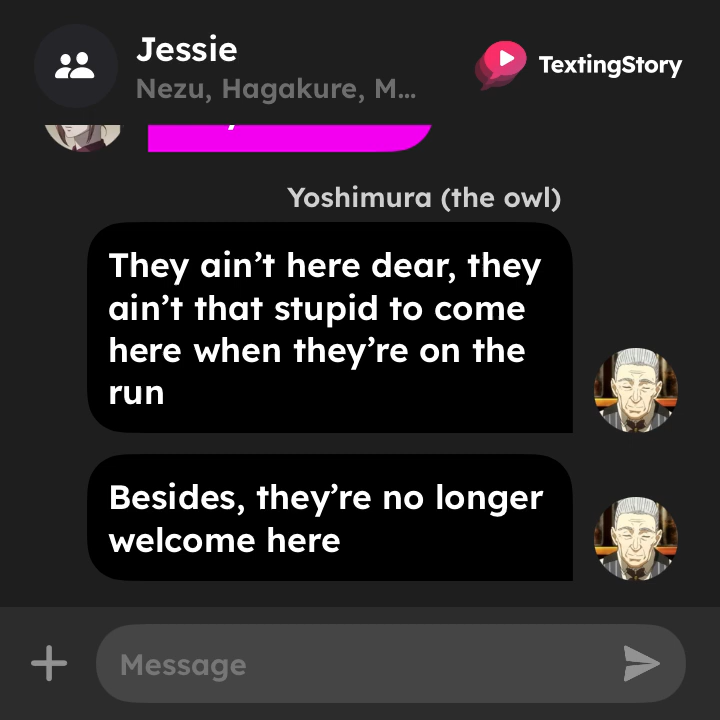 Jessie
Nezu, Hagakure, M...
TextingStory
Yoshimura (the owl)
They ain’t here dear, they
ain’t that stupid to come
here when they’re on the
run
Besides, they’re no longer
welcome here
Message